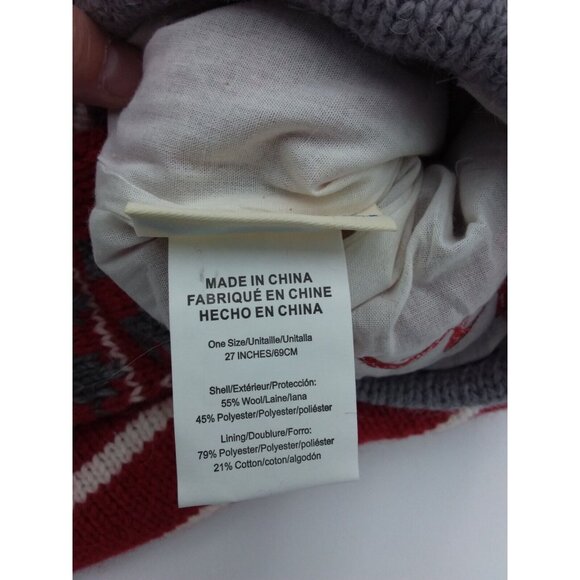 MADE IN CHINA
FABRIQUÉ EN CHINE
HECHO EN CHINA
One Size/Unitaille/Unitalla
27 INCHES/69CM
Shell/Extérieur/Protección:
55% Wool/Laine/lana
45% Polyester/Polyester/poliéster
Lining/Doublure/Forro:
79% Polyester/Polyester/poliéster
21% Cotton/coton/algodón